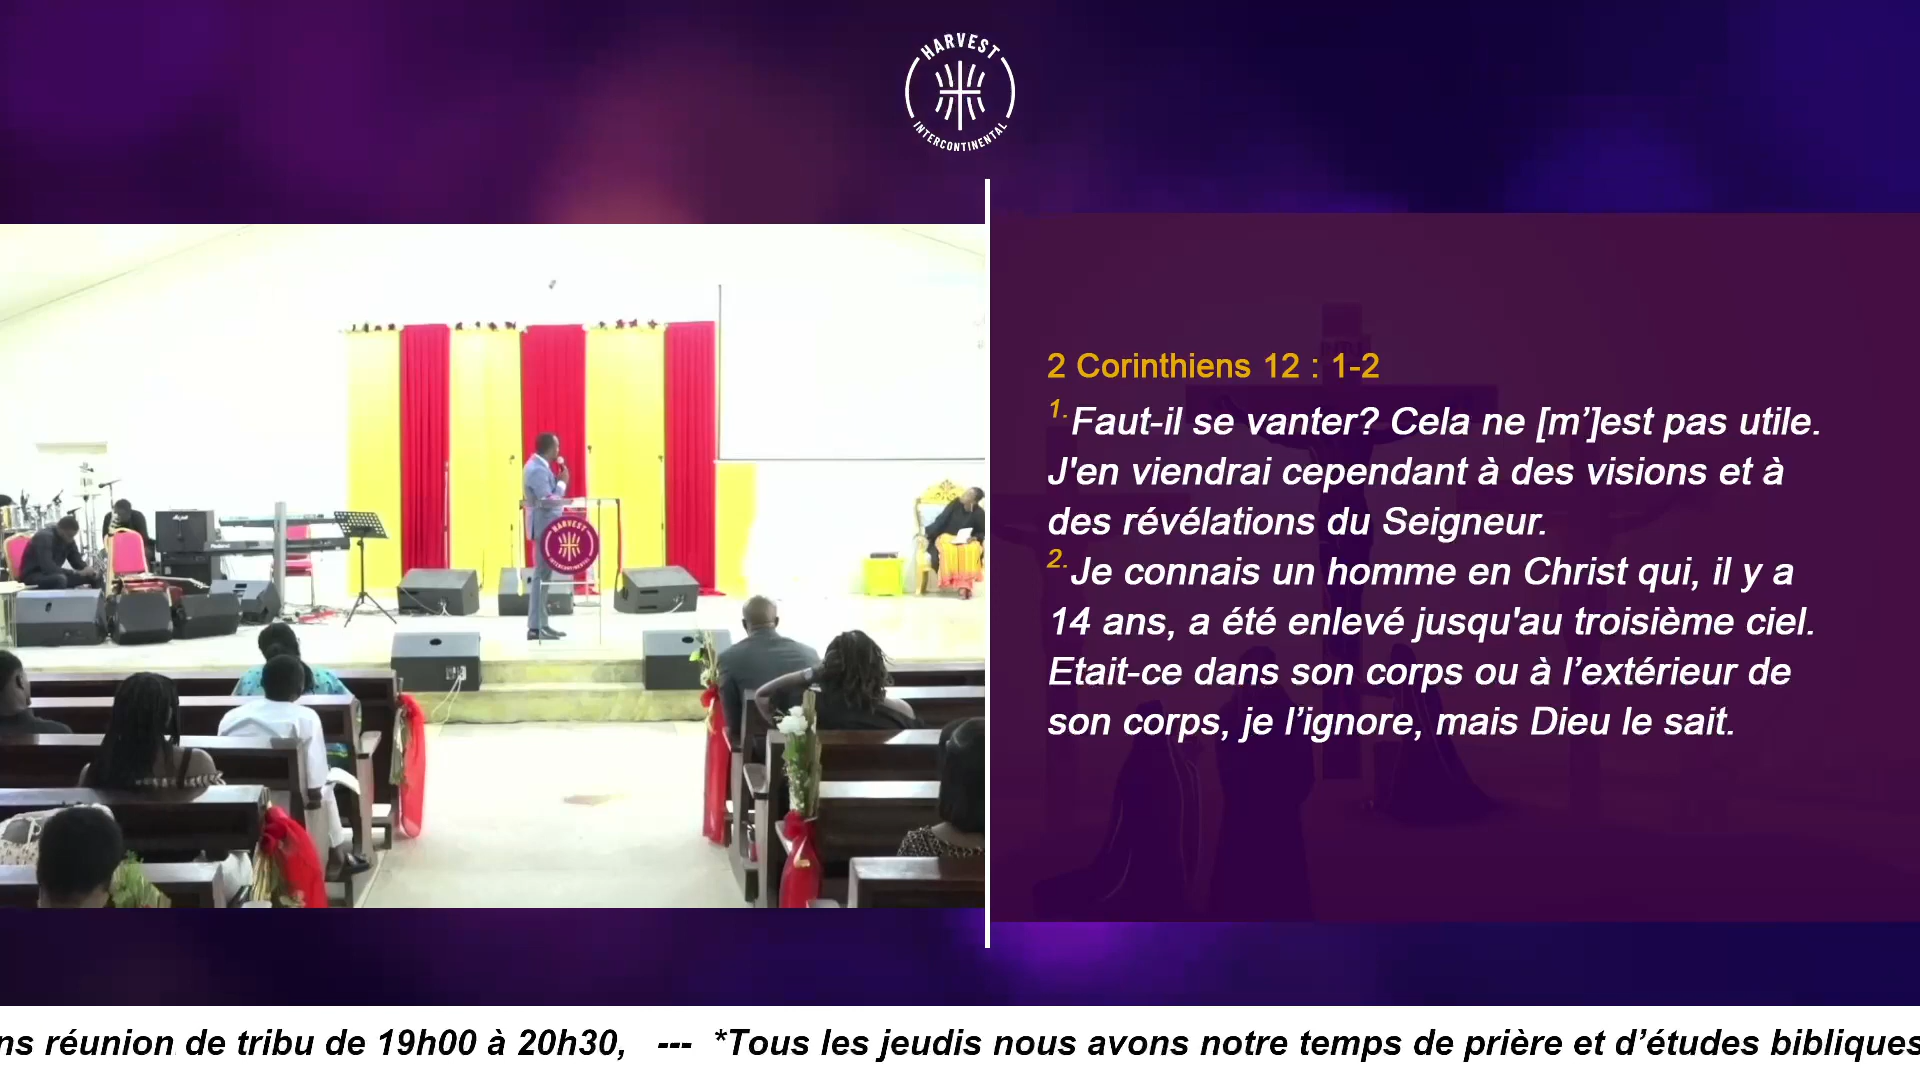 HARVEST
INTERCONTINENTAL
HARVEST
INTERCONTINENTAL
2 Corinthiens 12 : 1-2
1. Faut-il se vanter? Cela ne [m’]est pas utile.
J'en viendrai cependant à des visions et à
des révélations du Seigneur.
2. Je connais un homme en Christ qui, il y a
14 ans, a été enlevé jusqu'au troisième ciel.
Etait-ce dans son corps ou à l’extérieur de
son corps, je l’ignore, mais Dieu le sait.
ns réunion de tribu de 19h00 à 20h30, --- *Tous les jeudis nous avons notre temps de prière et d’études bibliques